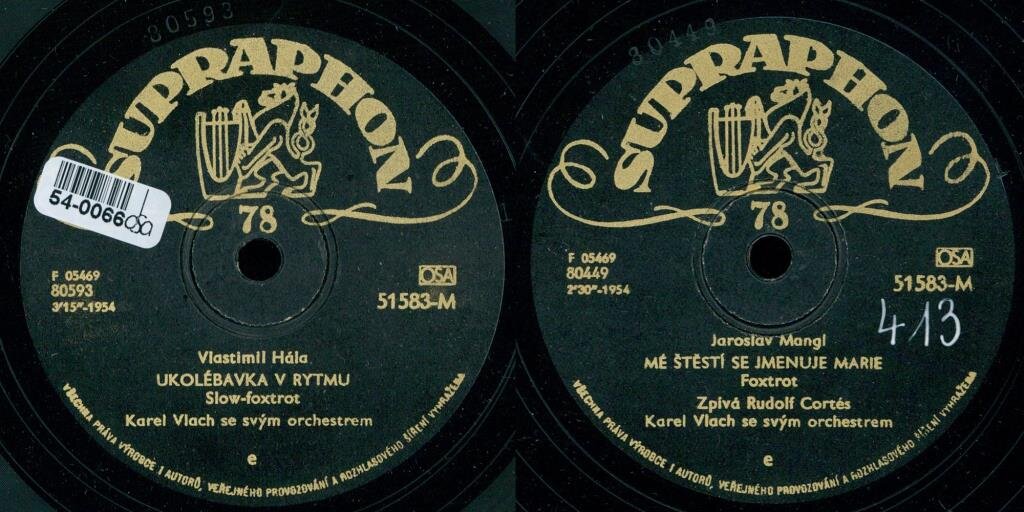 80593
SUPRAPHON
78
54-0066
osa
F 05469
80593
3'15"-1954
OSA
51583-M
Vlastimil Hála
UKOLÉBAVKA V RYTMU
Slow-foxtrot
Karel Vlach se svým orchestrem
e
VŠECHNA PRÁVA VÝROBCE I AUTORŮ, VEŘEJNÉHO PROVOZOVÁNÍ A ROZHLASOVÉHO ŠÍŘENÍ VYHRAŽENA
80449
SUPRAPHON
78
F 05469
80449
2'30"-1954
OSA
51583-M
413
Jaroslav Mangl
MÉ ŠTĚSTÍ SE JMENUJE MARIE
Foxtrot
Zpívá Rudolf Cortés
Karel Vlach se svým orchestrem
e
VŠECHNA PRÁVA VÝROBCE I AUTORŮ, VEŘEJNÉHO PROVOZOVÁNÍ A ROZHLASOVÉHO ŠÍŘENÍ VYHRAŽENA